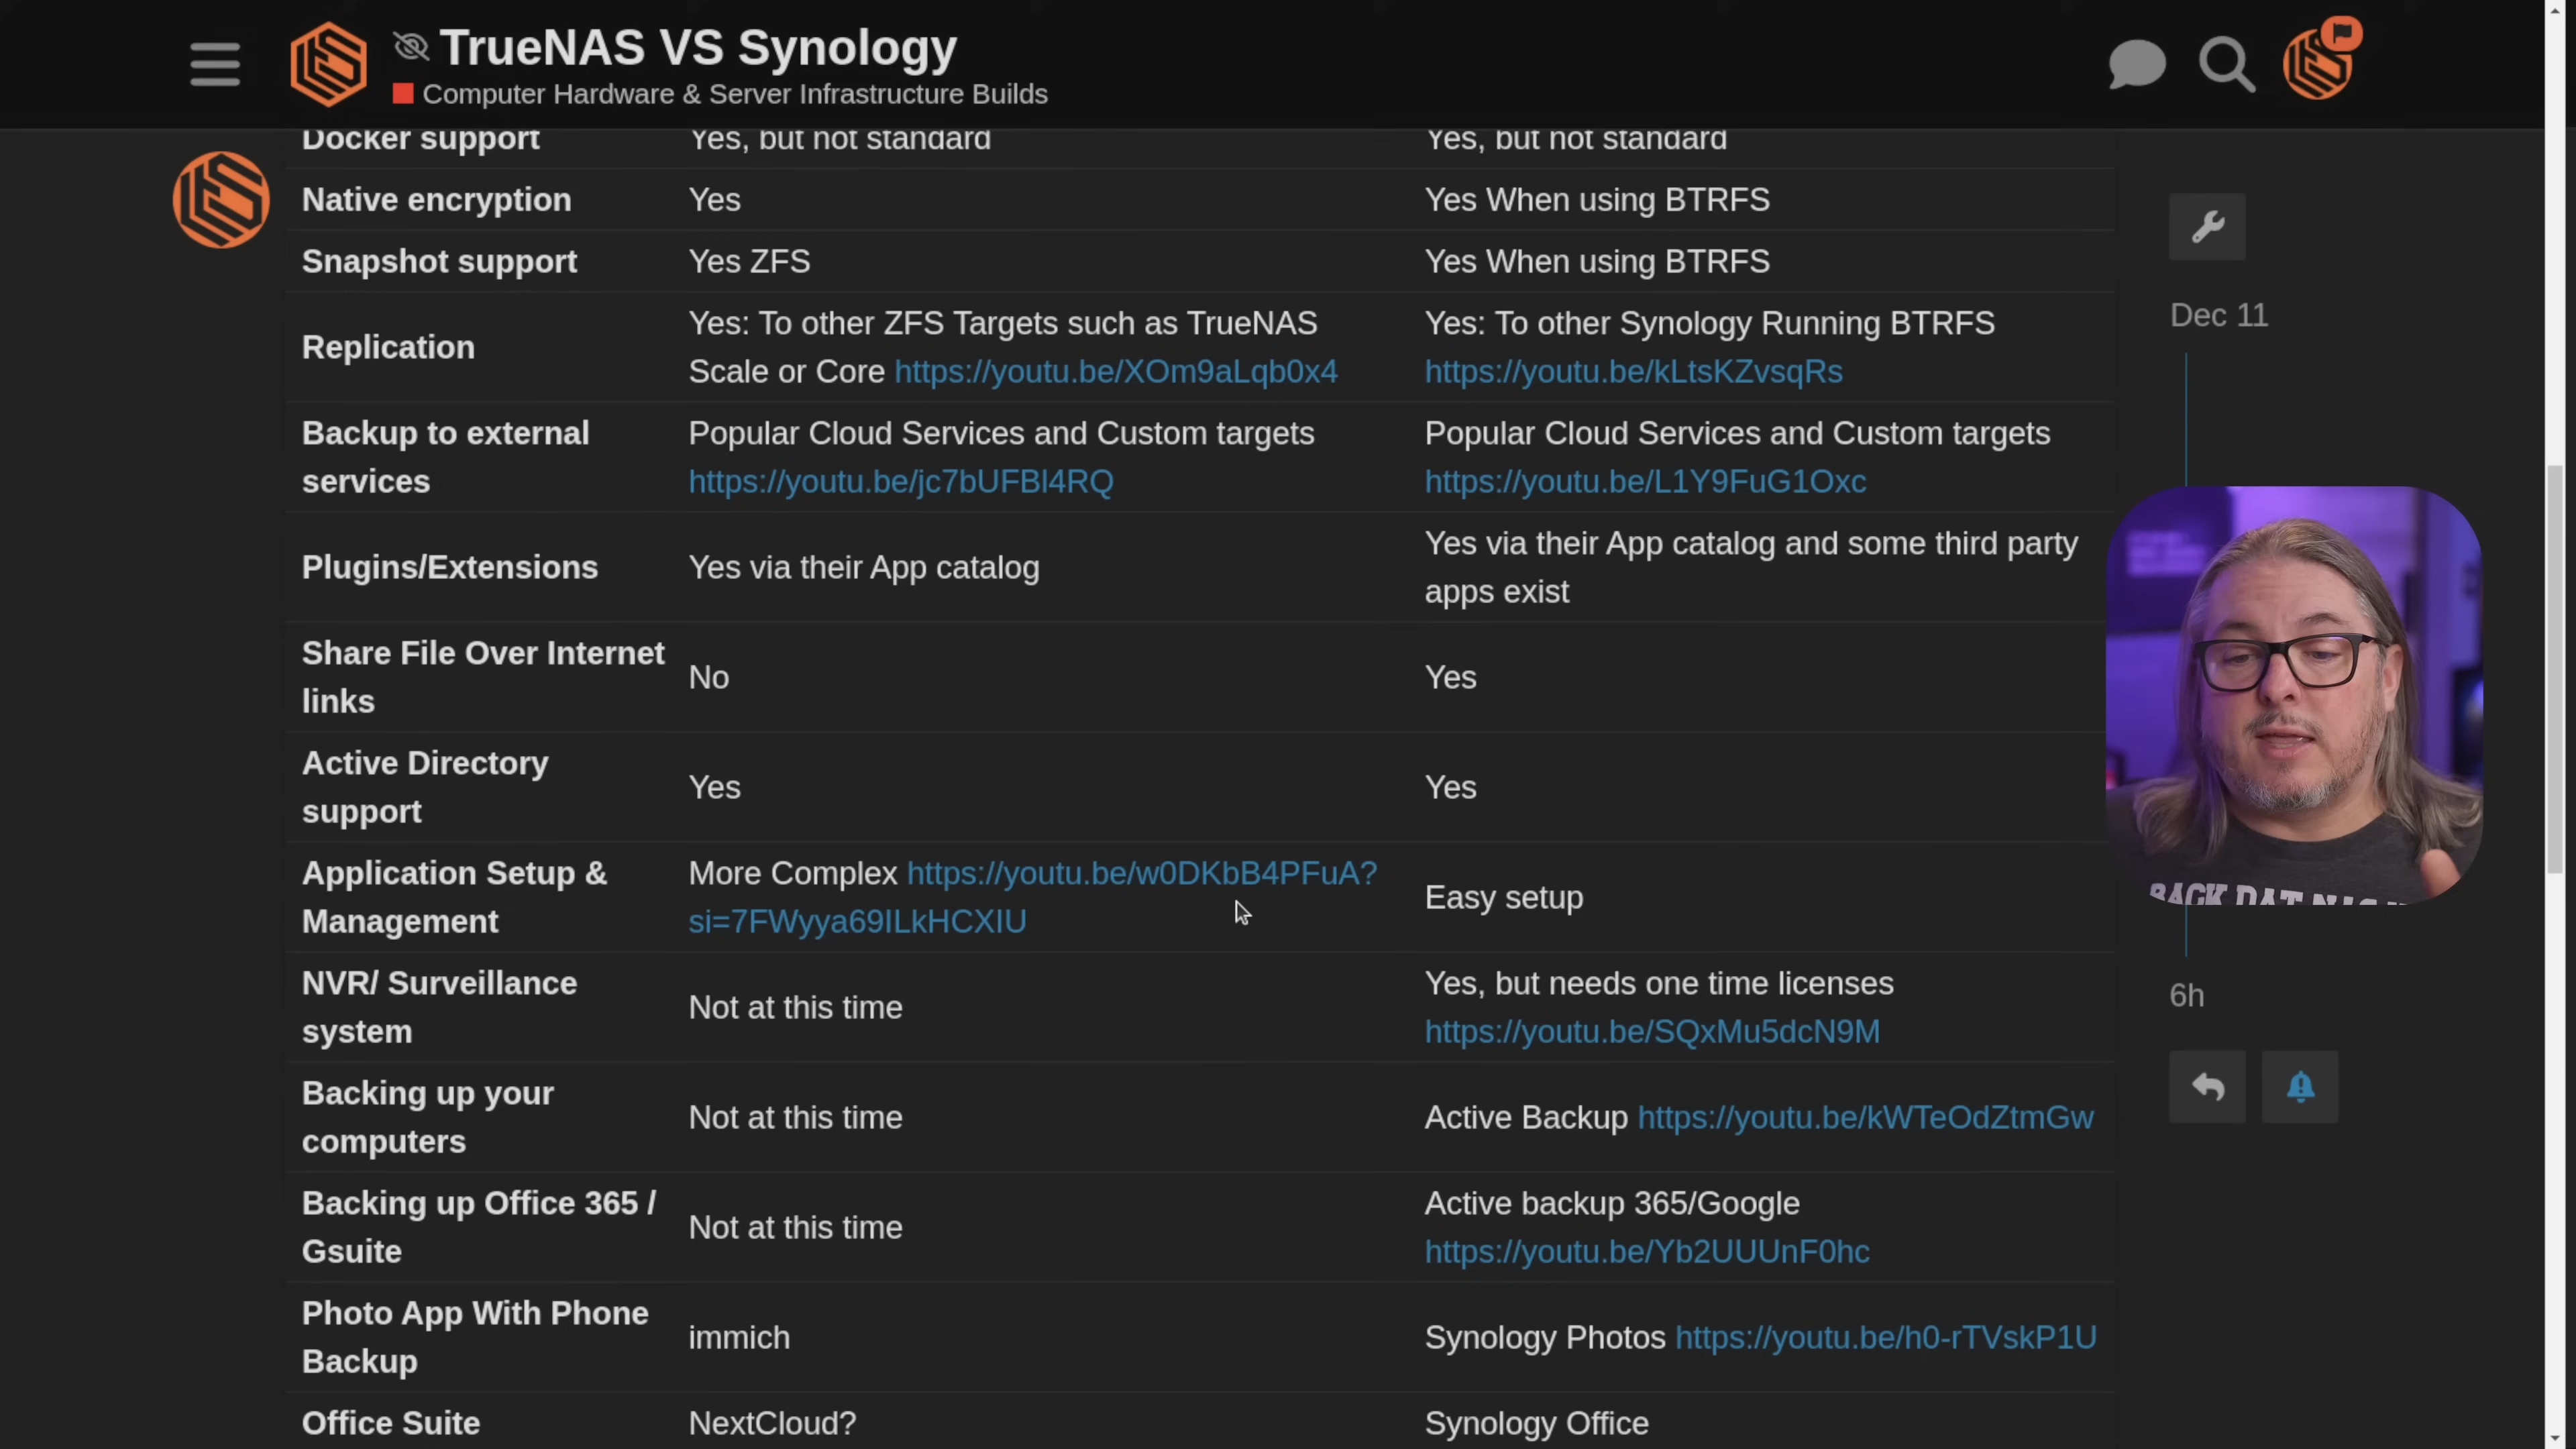 TrueNAS VS Synology
Computer Hardware & Server Infrastructure Builds
Docker support Yes, but not standard Yes, but not standard
Native encryption Yes Yes When using BTRFS
Snapshot support Yes ZFS Yes When using BTRFS
Replication Yes: To other ZFS Targets such as TrueNAS Yes: To other Synology Running BTRFS
Scale or Core https://youtu.be/XOm9aLqb0x4 https://youtu.be/kLtsKZvsqRs
Backup to external Popular Cloud Services and Custom targets Popular Cloud Services and Custom targets
services https://youtu.be/jc7bUFBl4RQ https://youtu.be/L1Y9FuG1Oxc
Plugins/Extensions Yes via their App catalog Yes via their App catalog and some third party
apps exist
Share File Over Internet
links No Yes
Active Directory
support Yes Yes
Application Setup & More Complex https://youtu.be/w0DKbB4PFuA?
Management si=7FWyya69ILkHCXIU Easy setup
NVR/ Surveillance Not at this time Yes, but needs one time licenses
system https://youtu.be/SQxMu5dcN9M
Backing up your
computers Not at this time Active Backup https://youtu.be/kWTeOdZtmGw
Backing up Office 365 / Not at this time Active backup 365/Google
Gsuite https://youtu.be/Yb2UUUnF0hc
Photo App With Phone
Backup immich Synology Photos https://youtu.be/h0-rTVskP1U
Office Suite NextCloud? Synology Office
Dec 11
6h